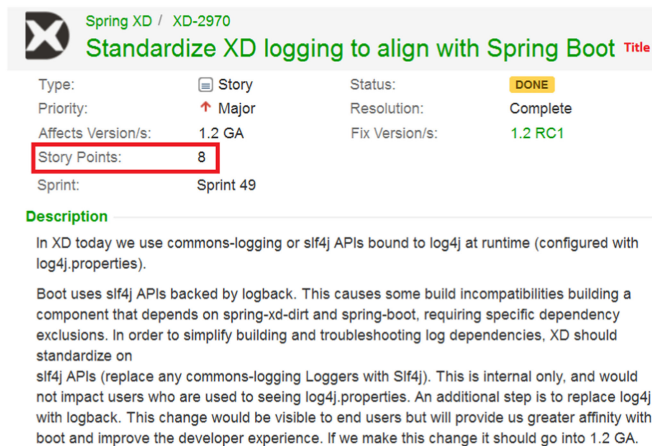 Spring XD / XD-2970
Standardize XD logging to align with Spring Boot Title
Type: Story Status: DONE
Priority: Major Resolution: Complete
Affects Version/s: 1.2 GA Fix Version/s: 1.2 RC1
Story Points: 8
Sprint: Sprint 49
Description
In XD today we use commons-logging or slf4j APIs bound to log4j at runtime (configured with
log4j.properties).
Boot uses slf4j APIs backed by logback. This causes some build incompatibilities building a
component that depends on spring-xd-dirt and spring-boot, requiring specific dependency
exclusions. In order to simplify building and troubleshooting log dependencies, XD should
standardize on
slf4j APIs (replace any commons-logging Loggers with Slf4j). This is internal only, and would
not impact users who are used to seeing log4j.properties. An additional step is to replace log4j
with logback. This change would be visible to end users but will provide us greater affinity with
boot and improve the developer experience. If we make this change it should go into 1.2 GA.